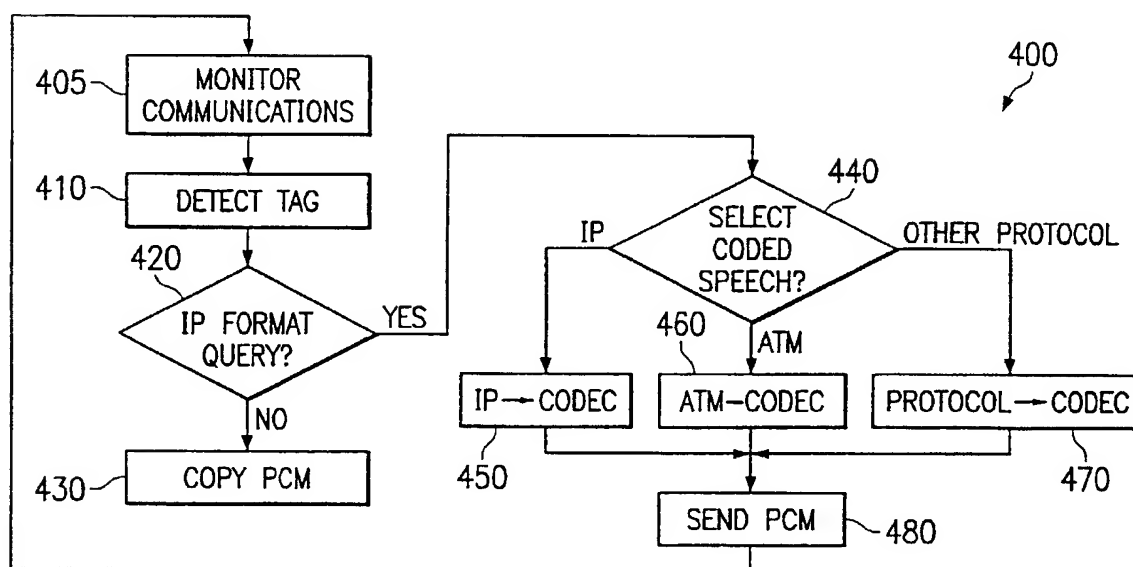 400
405
MONITOR
COMMUNICATIONS
410
DETECT TAG
420
IP FORMAT
QUERY?
YES
NO
430
COPY PCM
440
SELECT
CODED
SPEECH?
IP
OTHER PROTOCOL
ATM
460
IP→CODEC
ATM-CODEC
PROTOCOL→CODEC
450
470
SEND PCM
480